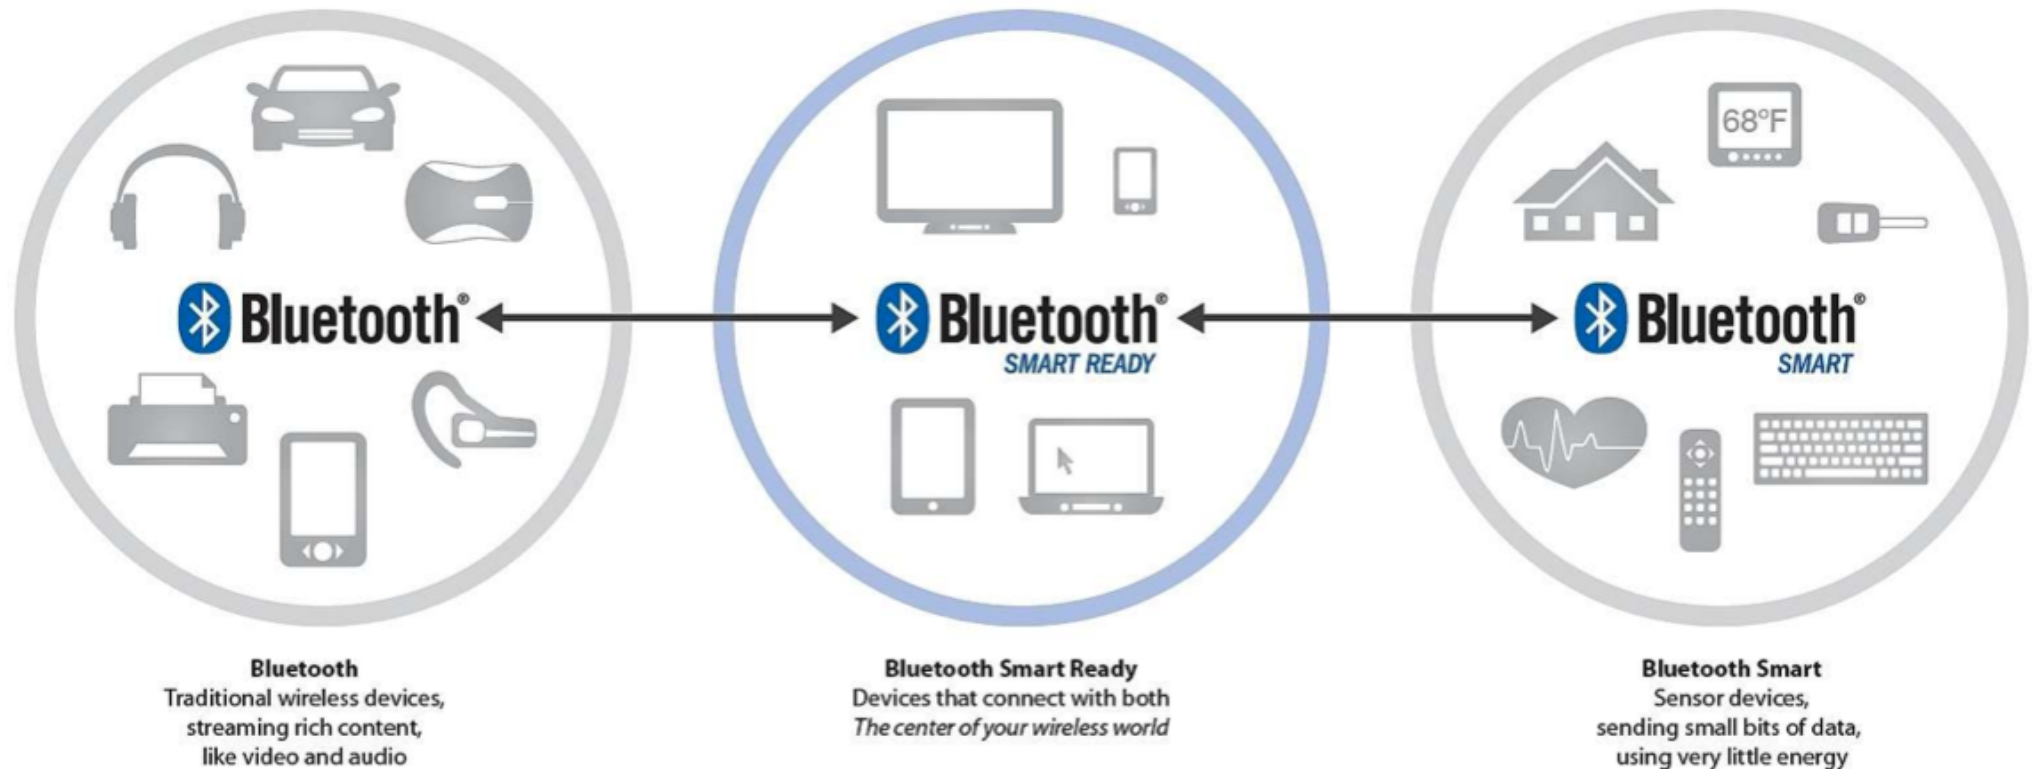 68°F
Bluetooth®
Bluetooth®
SMART READY
Bluetooth®
SMART
Bluetooth
Traditional wireless devices,
streaming rich content,
like video and audio
Bluetooth Smart Ready
Devices that connect with both
The center of your wireless world
Bluetooth Smart
Sensor devices,
sending small bits of data,
using very little energy